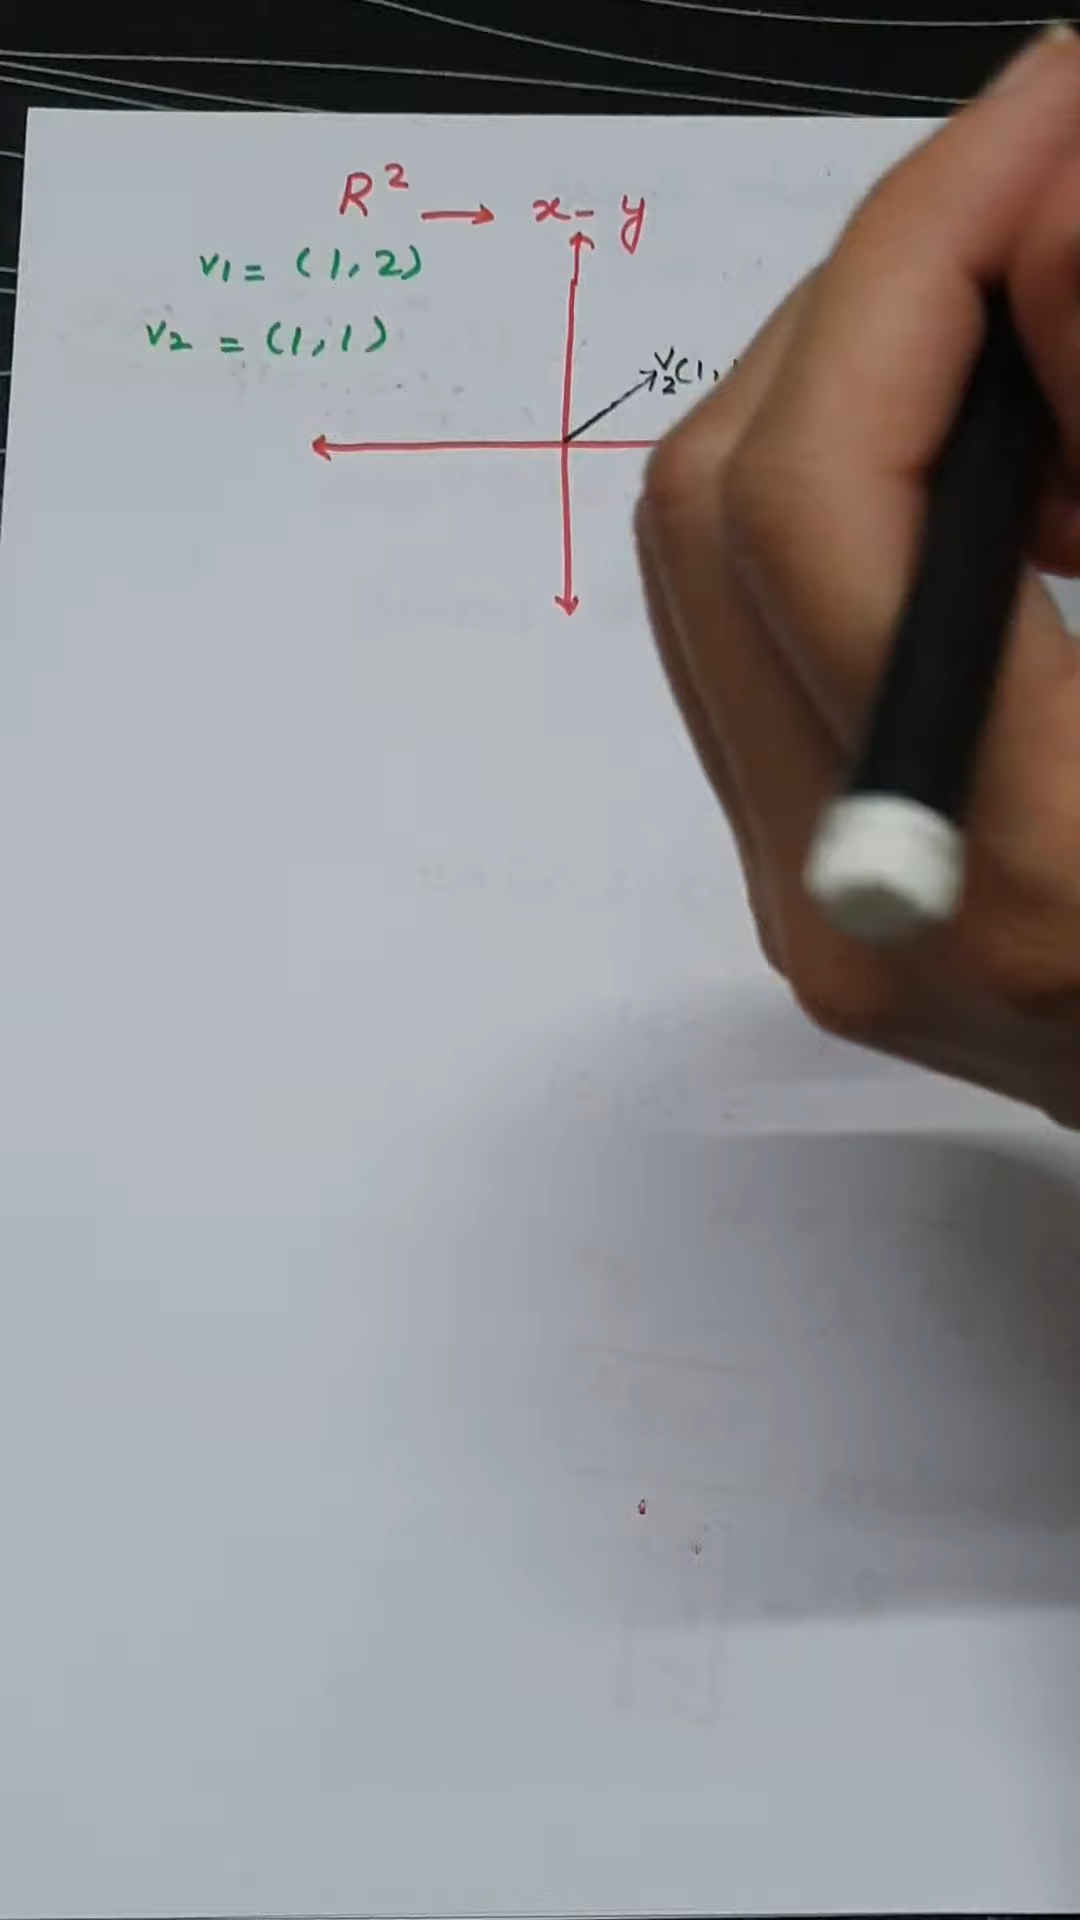 R² → x - y
v1 = (1, 2)
v2 = (1, 1)
V2(1,